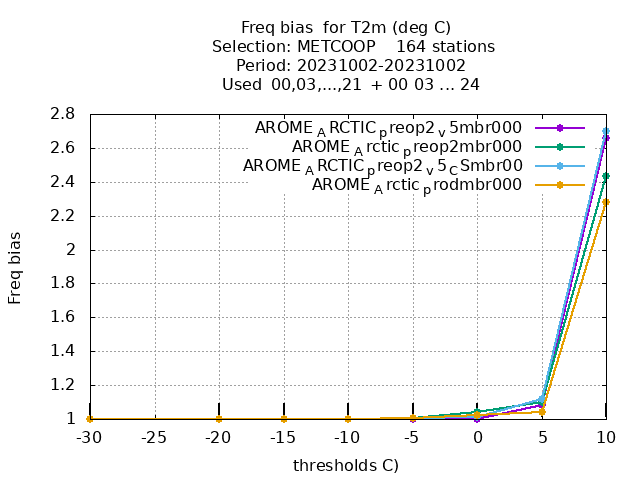 Freq bias  for T2m (deg C)
Selection: METCOOP    164 stations
Period: 20231002-20231002
Used  00,03,...,21  + 00 03 ... 24
2.8
2.6
2.4
2.2
2
1.8
1.6
1.4
1.2
1
Freq bias
AROME_ARCTIC_preop2_v5mbr000
AROME_Arctic_preop2mbr000
AROME_ARCTIC_preop2_v5_CSmbr00
AROME_Arctic_prodmbr000
-30 -25 -20 -15 -10 -5 0 5 10
thresholds C)